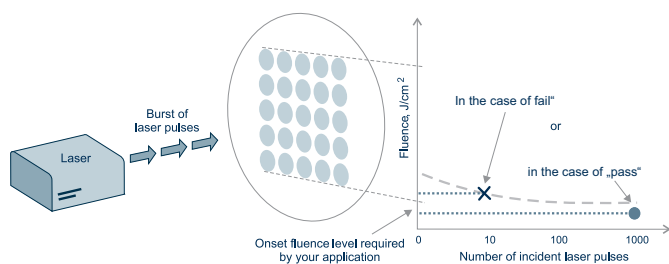 Laser
Burst of
laser pulses
Fluence, J/cm²
In the case of fail“
or
in the case of „pass“
Onset fluence level required
by your application
0
10
100
1000
Number of incident laser pulses